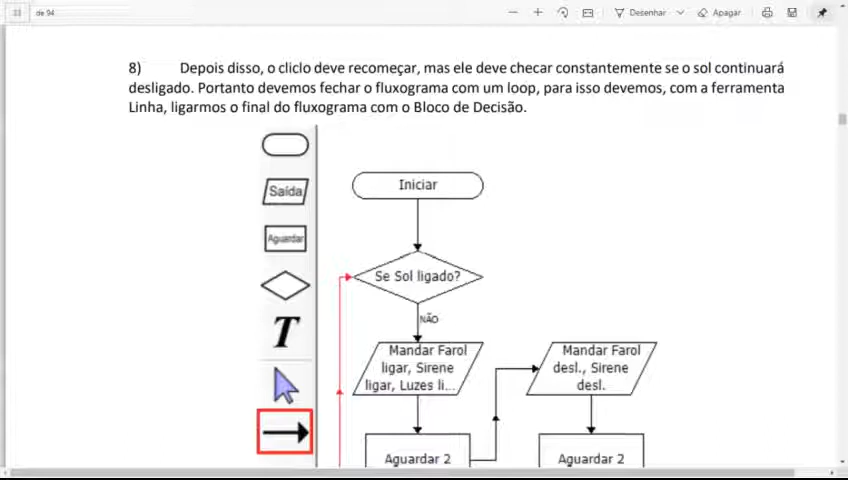 de 94
Desenhar
Apagar
8) Depois disso, o cliclo deve recomeçar, mas ele deve checar constantemente se o sol continuará
desligado. Portanto devemos fechar o fluxograma com um loop, para isso devemos, com a ferramenta
Linha, ligarmos o final do fluxograma com o Bloco de Decisão.
Saída
Aguardar
T
Iniciar
Se Sol ligado?
NÃO
Mandar Farol
ligar, Sirene
ligar, Luzes li...
Mandar Farol
desl., Sirene
desl.
Aguardar 2
Aguardar 2